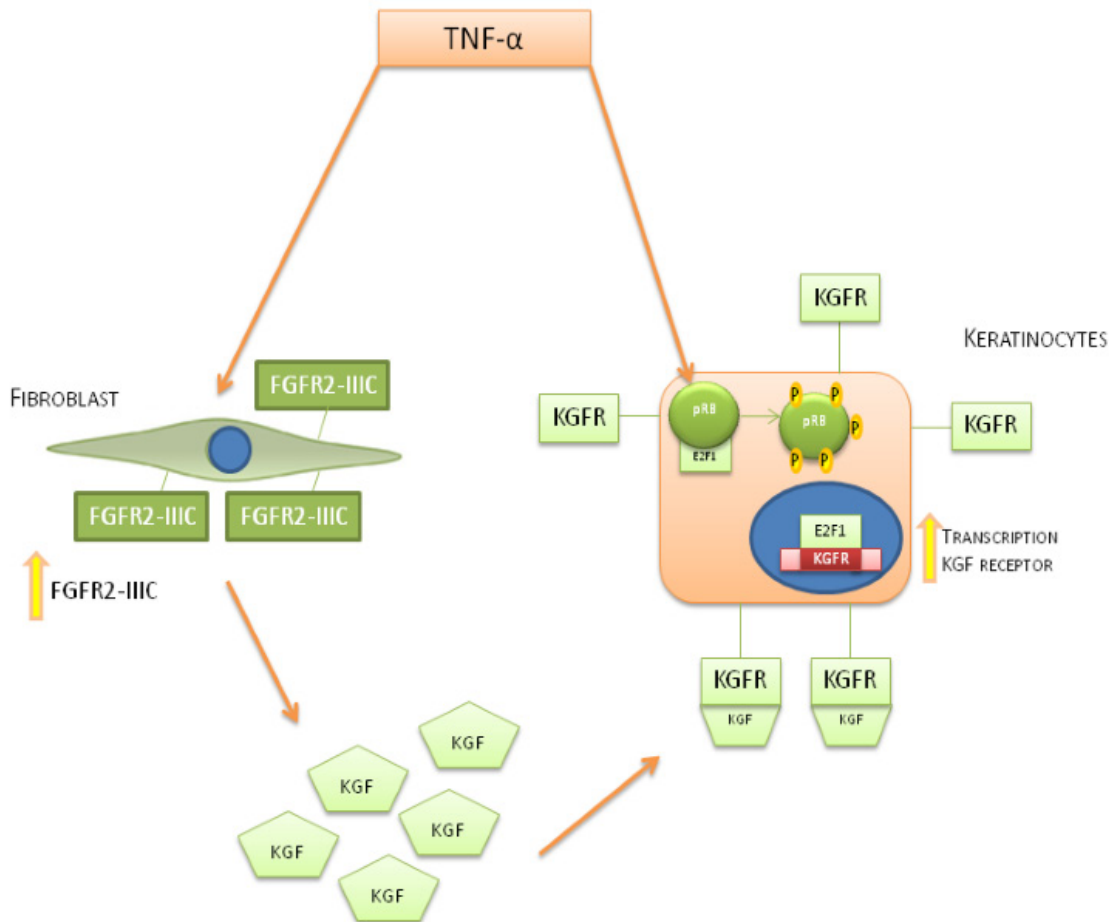 TNF-α
KGFR
KERATINOCYTES
FGFR2-IIIC
FIBROBLAST
KGFR
pRB
E2F1
P
P
pRB
P
P
P
KGFR
FGFR2-IIIC
FGFR2-IIIC
E2F1
KGFR
TRANSCRIPTION
KGF RECEPTOR
FGFR2-IIIC
KGFR
KGF
KGFR
KGF
KGF
KGF
KGF
KGF
KGF